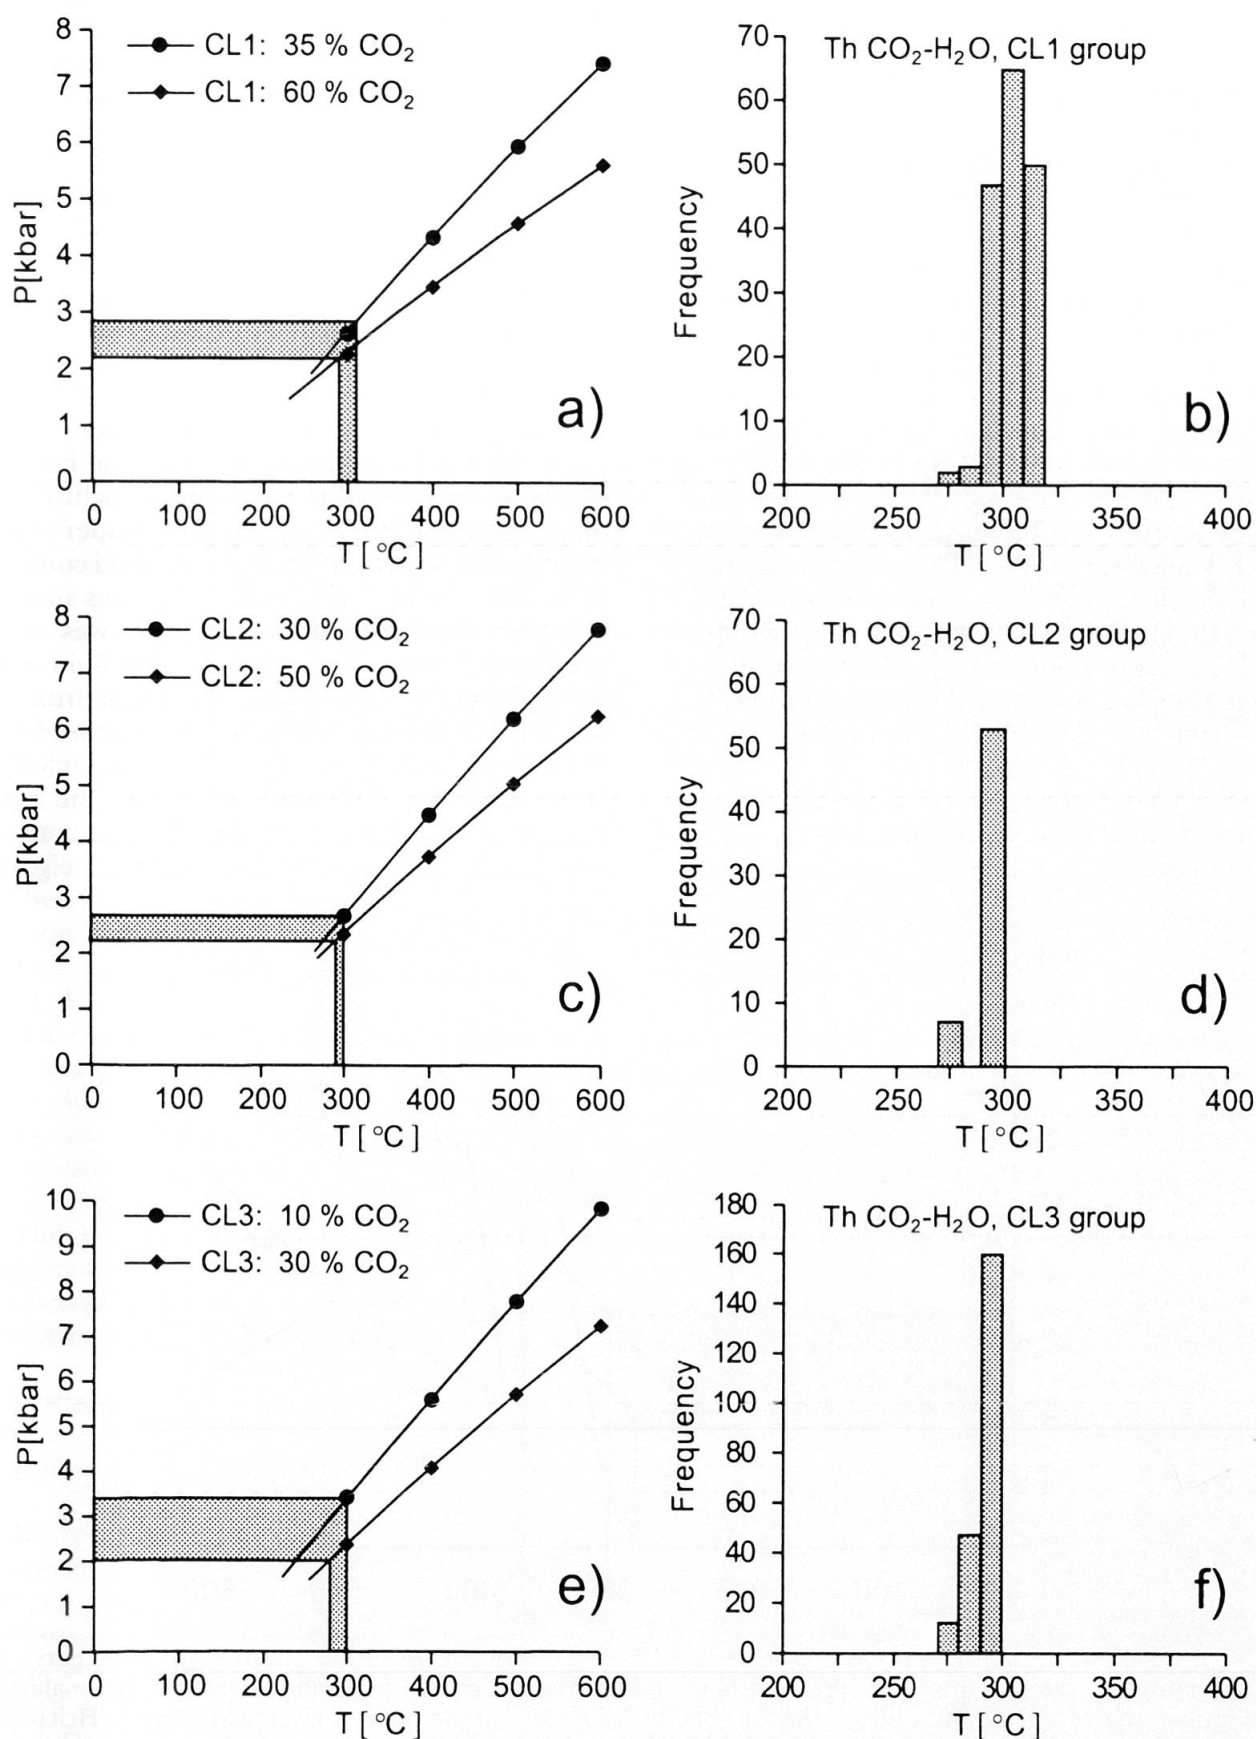 CL1: 35 % CO₂
CL1: 60 % CO₂
8
7
6
5
4
3
2
1
0
P[kbar]
0 100 200 300 400 500 600
T [ °C]
a)
Th CO₂-H₂O, CL1 group
70
60
50
40
30
20
10
0
Frequency
200 250 300 350 400
T [ °C]
b)
CL2: 30 % CO₂
CL2: 50 % CO₂
8
7
6
5
4
3
2
1
0
P[kbar]
0 100 200 300 400 500 600
T [ °C]
c)
Th CO₂-H₂O, CL2 group
70
60
50
40
30
20
10
0
Frequency
200 250 300 350 400
T [ °C]
d)
CL3: 10 % CO₂
CL3: 30 % CO₂
10
9
8
7
6
5
4
3
2
1
0
P[kbar]
0 100 200 300 400 500 600
T [ °C]
e)
Th CO₂-H₂O, CL3 group
180
160
140
120
100
80
60
40
20
0
Frequency
200 250 300 350 400
T [ °C]
f)